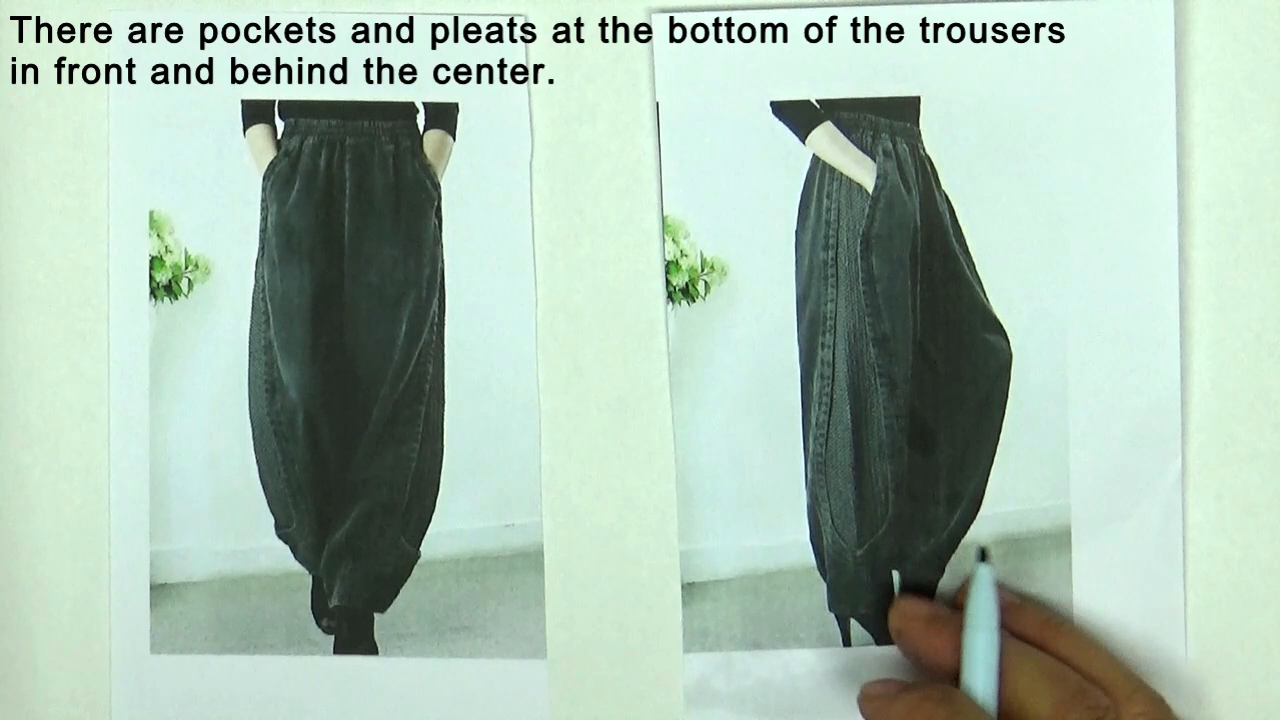 There are pockets and pleats at the bottom of the trousers
in front and behind the center.